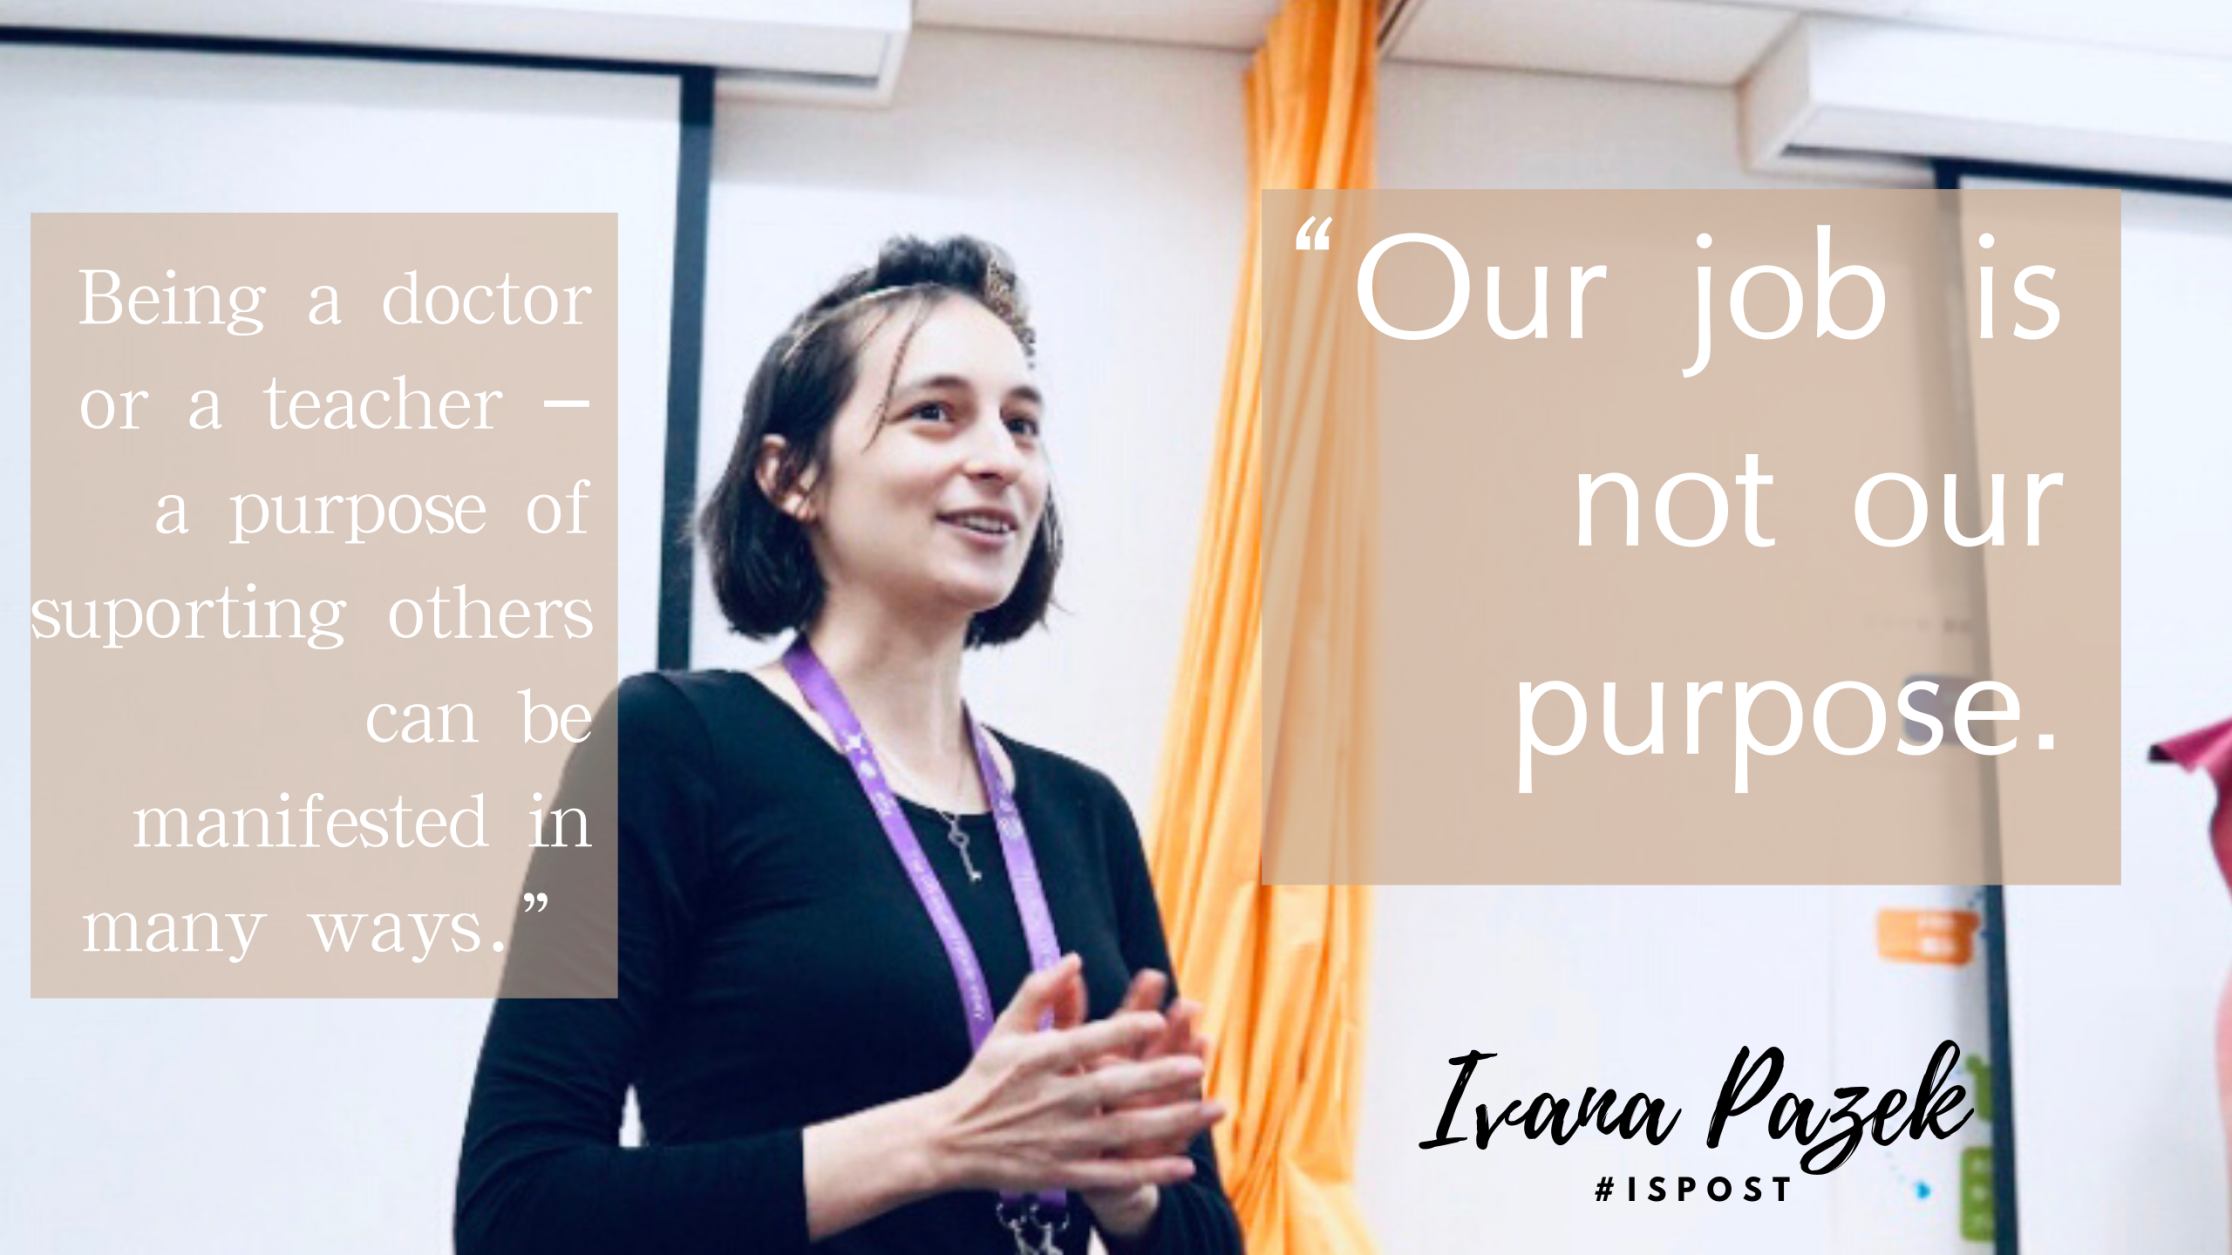 “Our job is
not our
purpose.
Being a doctor
or a teacher –
a purpose of
suporting others
can be
manifested in
many ways.”
Ivana Pazek
#ISPOST